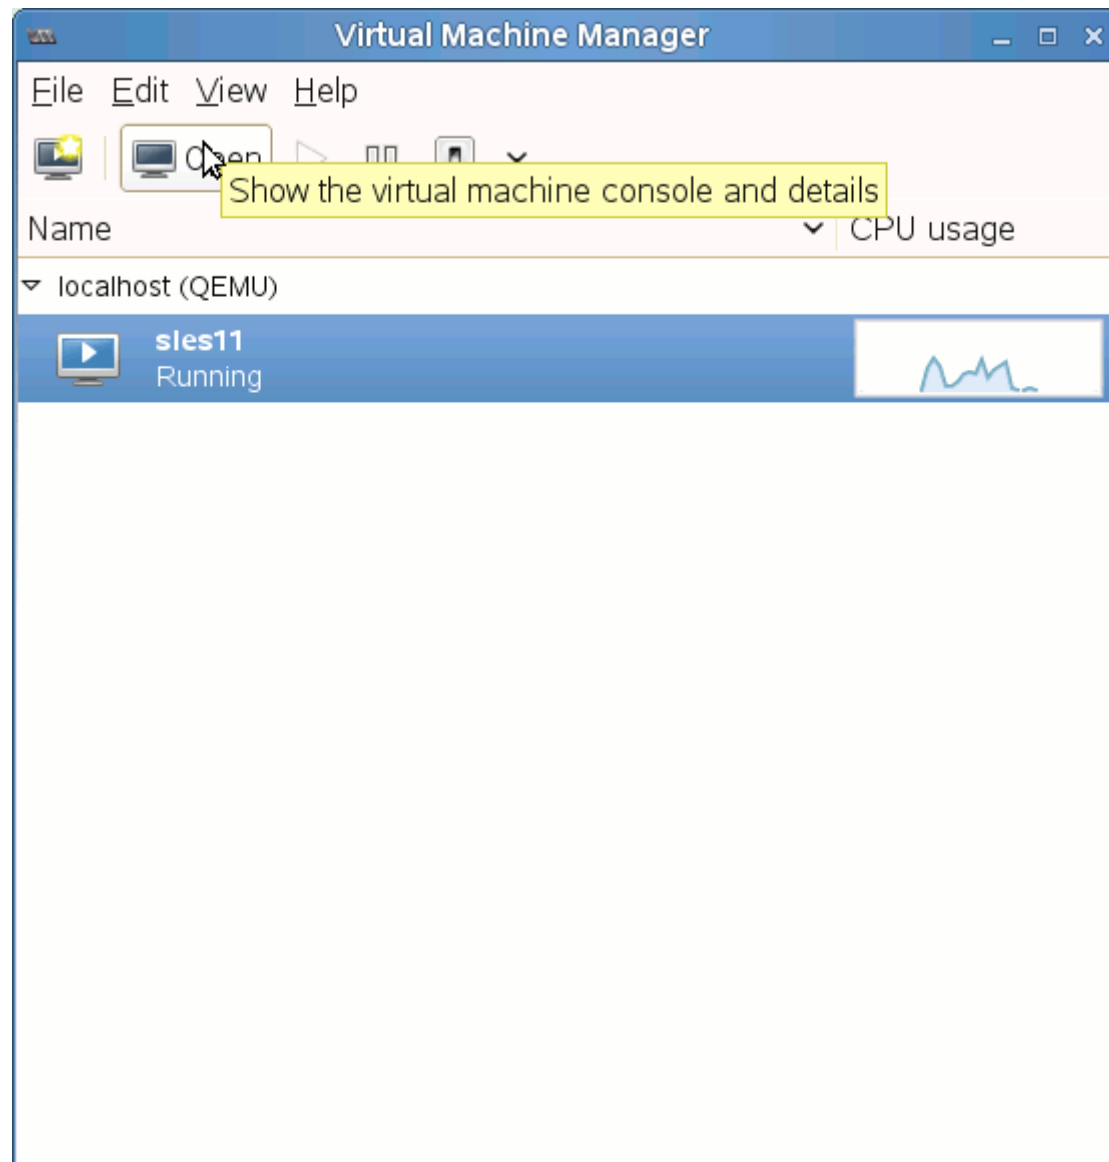 Virtual Machine Manager
File Edit View Help
Open
Show the virtual machine console and details
Name CPU usage
localhost (QEMU)
sles11
Running